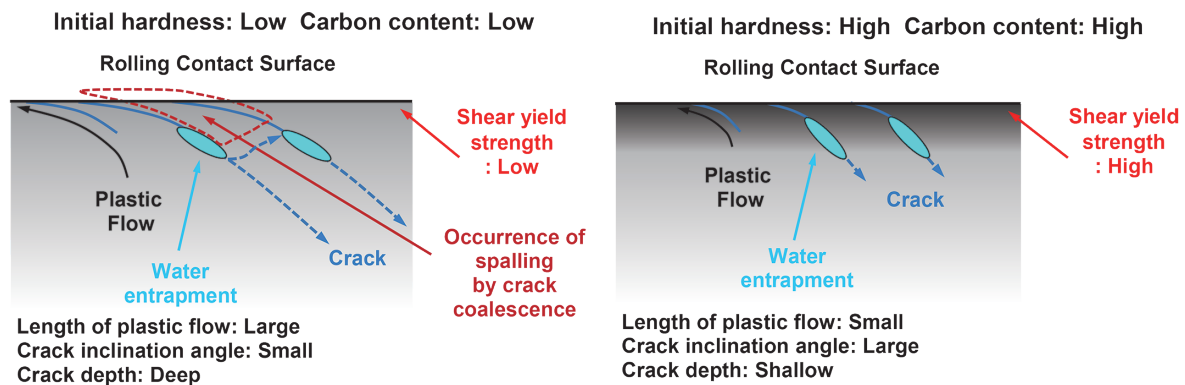 Initial hardness: Low  Carbon content: Low
Rolling Contact Surface
Shear yield
strength
: Low
Plastic
Flow
Water
entrapment
Crack
Occurrence of
spalling
by crack
coalescence
Length of plastic flow: Large
Crack inclination angle: Small
Crack depth: Deep
Initial hardness: High  Carbon content: High
Rolling Contact Surface
Shear yield
strength
: High
Plastic
Flow
Crack
Water
entrapment
Length of plastic flow: Small
Crack inclination angle: Large
Crack depth: Shallow